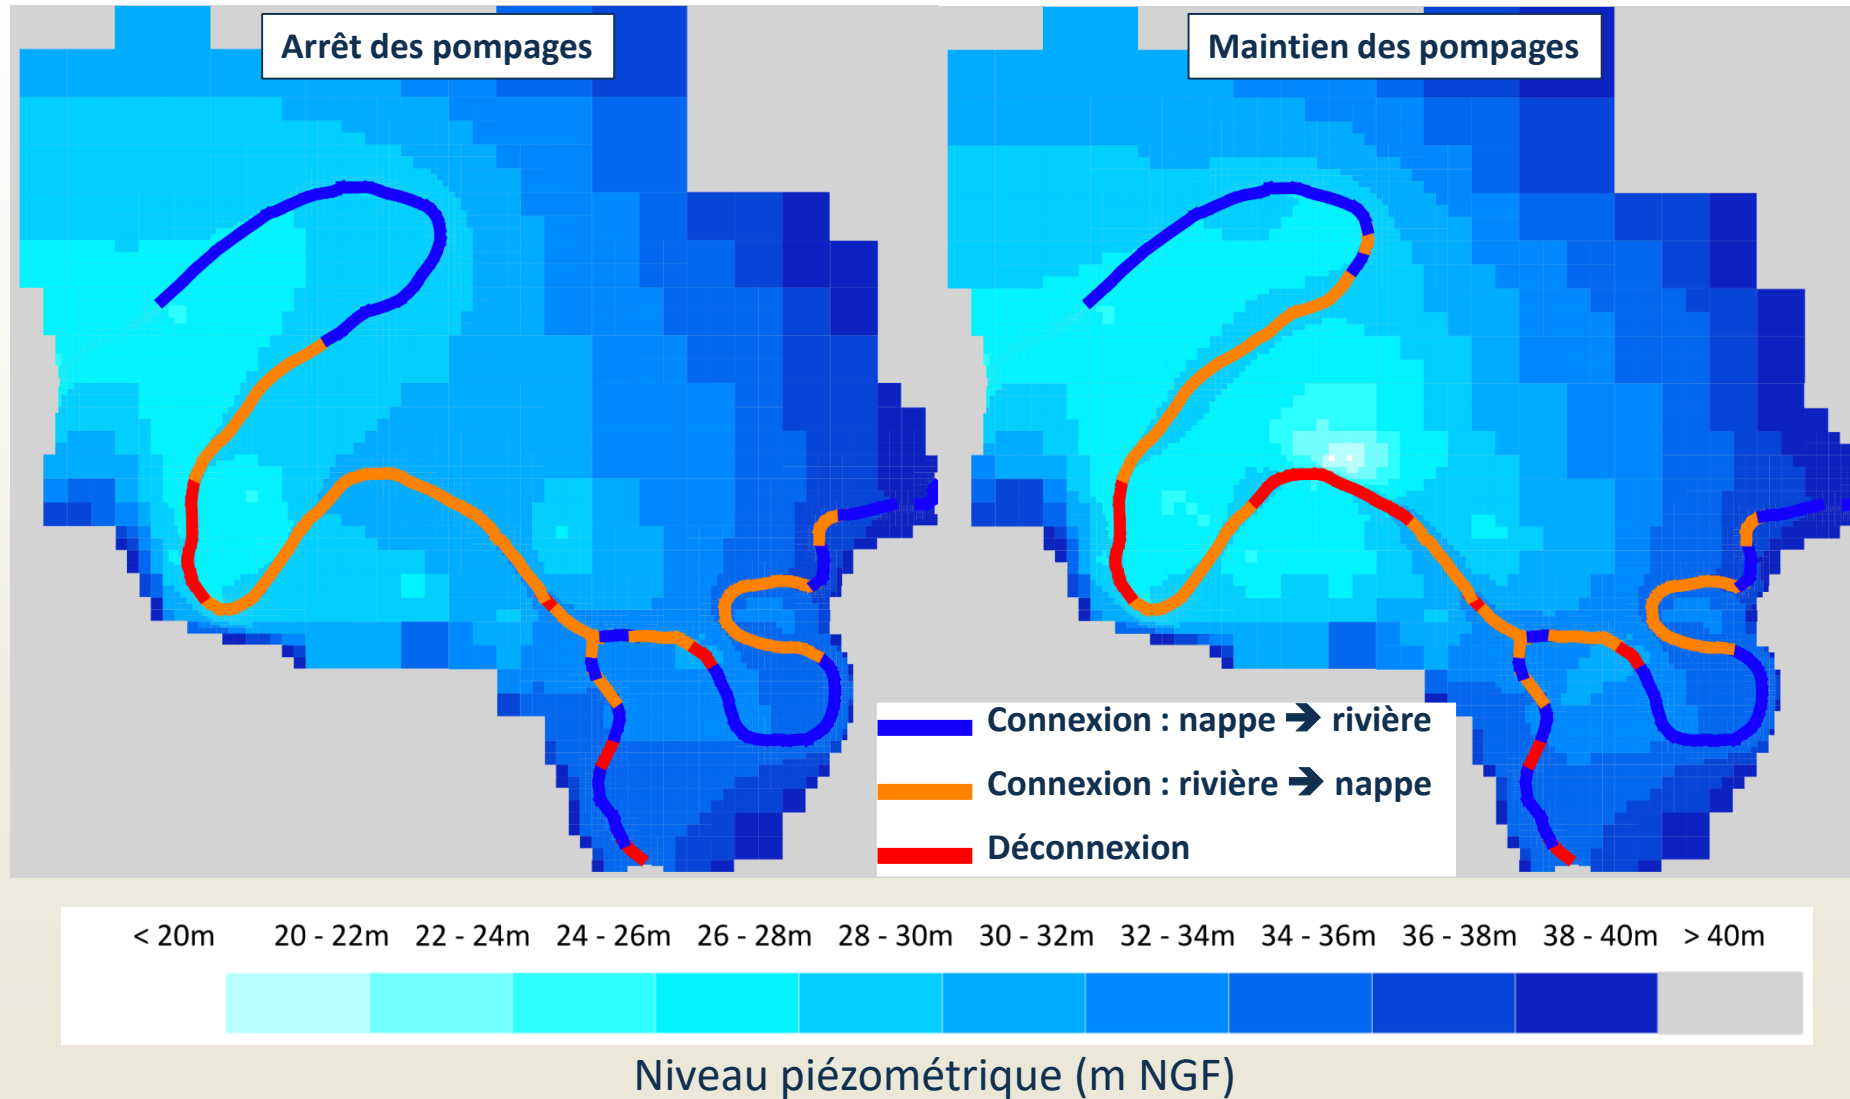 Arrêt des pompages
Maintien des pompages
Connexion : nappe ➔ rivière
Connexion : rivière ➔ nappe
Déconnexion
< 20m 20 - 22m 22 - 24m 24 - 26m 26 - 28m 28 - 30m 30 - 32m 32 - 34m 34 - 36m 36 - 38m 38 - 40m > 40m
Niveau piézométrique (m NGF)